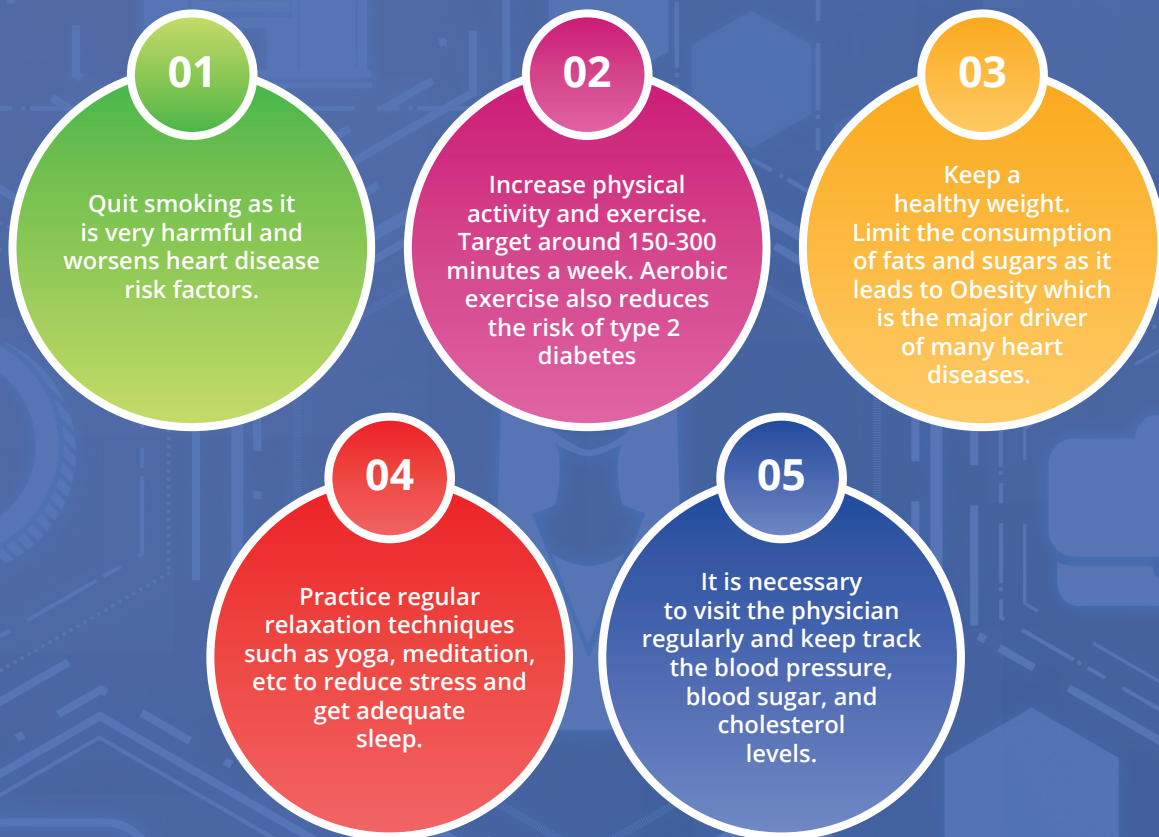 01
Quit smoking as it
is very harmful and
worsens heart disease
risk factors.
02
Increase physical
activity and exercise.
Target around 150-300
minutes a week. Aerobic
exercise also reduces
the risk of type 2
diabetes
03
Keep a
healthy weight.
Limit the consumption
of fats and sugars as it
leads to Obesity which
is the major driver
of many heart
diseases.
04
Practice regular
relaxation techniques
such as yoga, meditation,
etc to reduce stress and
get adequate
sleep.
05
It is necessary
to visit the physician
regularly and keep track
the blood pressure,
blood sugar, and
cholesterol
levels.